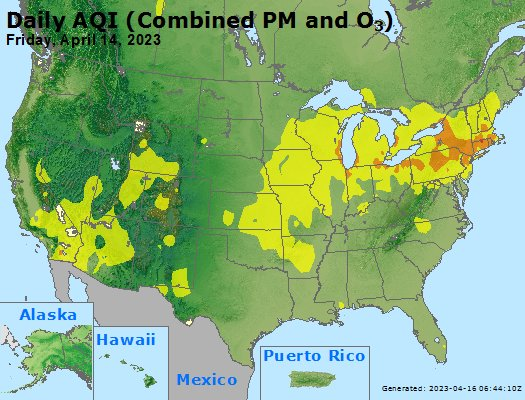 Daily AQI (Combined PM and O₃)
Friday, April 14, 2023
Alaska
Hawaii
Mexico
Puerto Rico
Generated: 2023-04-16 06:44:10Z